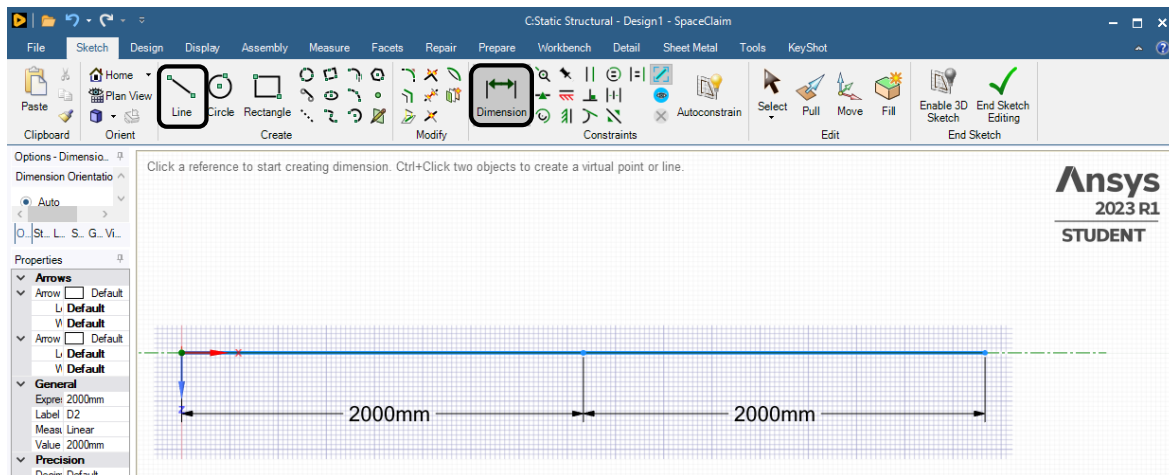 C:Static Structural - Design1 - SpaceClaim
File Sketch Design Display Assembly Measure Facets Repair Prepare Workbench Detail Sheet Metal Tools KeyShot
Paste
Home
Plan View
Line
Circle
Rectangle
Dimension
Autoconstrain
Select
Pull
Move
Fill
Enable 3D
Sketch
End Sketch
Editing
Clipboard
Orient
Create
Modify
Constraints
Edit
End Sketch
Options - Dimensio...
Dimension Orientatio
Auto
O... St... L... S... G... Vi...
Properties
Arrows
Arrow Default
Default
Default
Arrow Default
Default
Default
General
Expre: 2000mm
Label D2
Linear
Value 2000mm
Precision
Default
Click a reference to start creating dimension. Ctrl+Click two objects to create a virtual point or line.
Ansys
2023 R1
STUDENT
Z
2000mm
2000mm